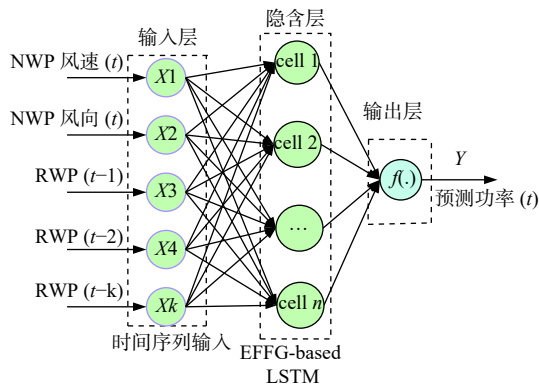 输入层
隐含层
输出层
NWP 风速 (t)
NWP 风向 (t)
RWP (t−1)
RWP (t−2)
RWP (t−k)
X1
X2
X3
X4
Xk
cell 1
cell 2
...
cell n
f(.)
Y
预测功率 (t)
时间序列输入
EFFG-based
LSTM